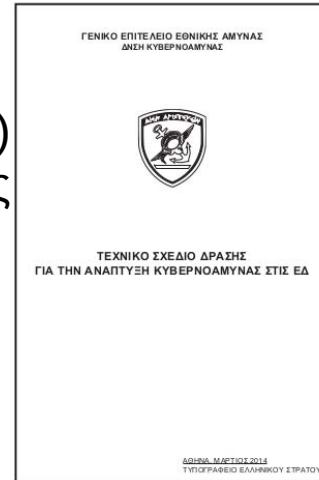 ΓΕΝΙΚΟ ΕΠΙΤΕΛΕΙΟ ΕΘΝΙΚΗΣ ΑΜΥΝΑΣ
ΔΝΣΗ ΚΥΒΕΡΝΟΑΜΥΝΑΣ
ΤΕΧΝΙΚΟ ΣΧΕΔΙΟ ΔΡΑΣΗΣ
ΓΙΑ ΤΗΝ ΑΝΑΠΤΥΞΗ ΚΥΒΕΡΝΟΑΜΥΝΑΣ ΣΤΙΣ ΕΔ
ΑΘΗΝΑ, ΜΑΡΤΙΟΣ 2014
ΤΥΠΟΓΡΑΦΕΙΟ ΕΛΛΗΝΙΚΟΥ ΣΤΡΑΤΟΥ